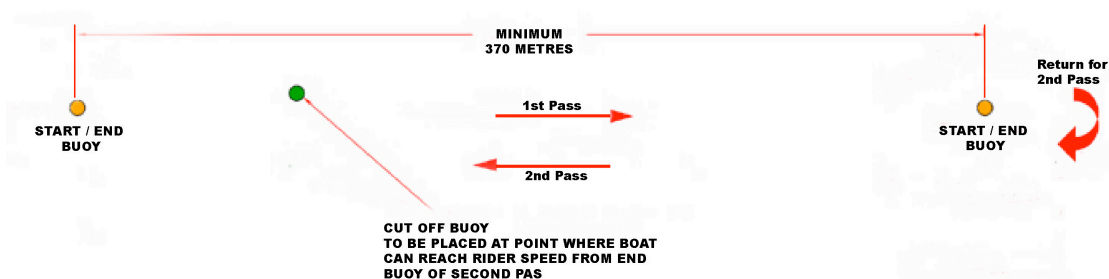 MINIMUM
370 METRES
Return for
2nd Pass
1st Pass
START / END
BUOY
START / END
BUOY
2nd Pass
CUT OFF BUOY
TO BE PLACED AT POINT WHERE BOAT
CAN REACH RIDER SPEED FROM END
BUOY OF SECOND PAS